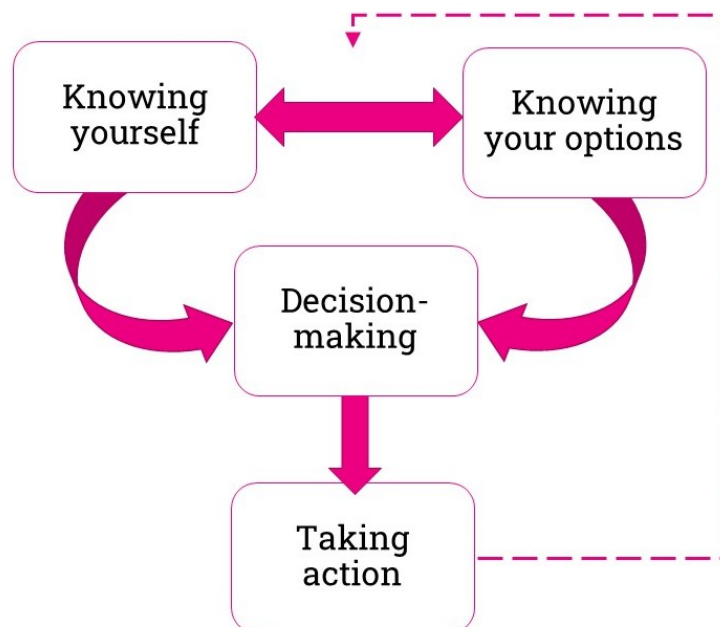 Knowing
yourself
Knowing
your options
Decision-
making
Taking
action